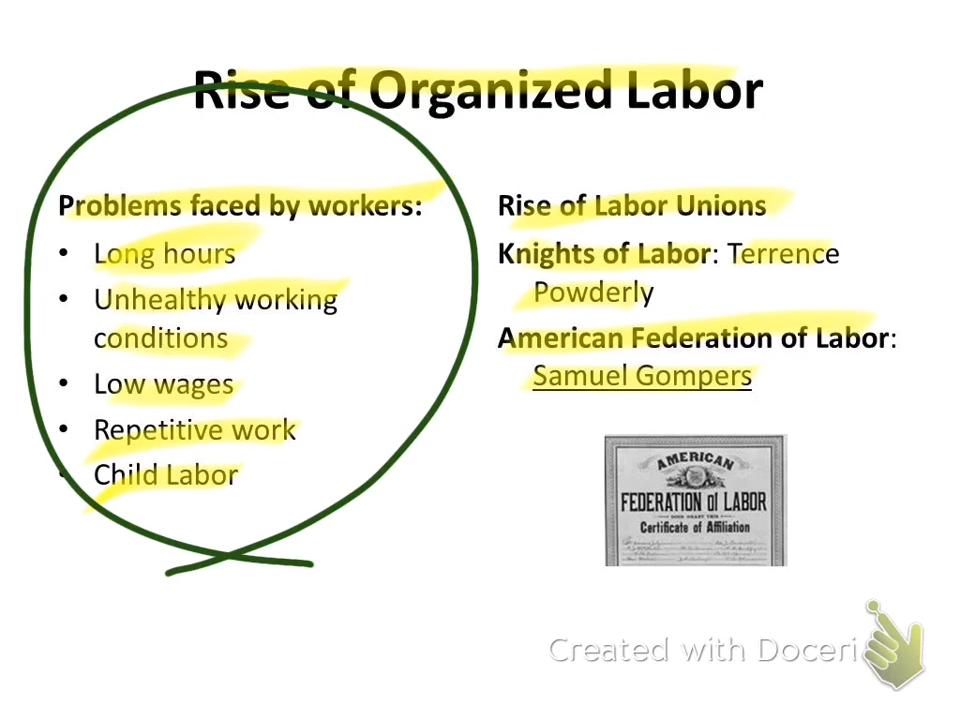 Rise of Organized Labor
Problems faced by workers:
• Long hours
• Unhealthy working
conditions
• Low wages
• Repetitive work
• Child Labor
Rise of Labor Unions
Knights of Labor: Terrence
Powderly
American Federation of Labor:
Samuel Gompers
AMERICAN
FEDERATION of LABOR
Certificate of Affiliation
Created with Doceri